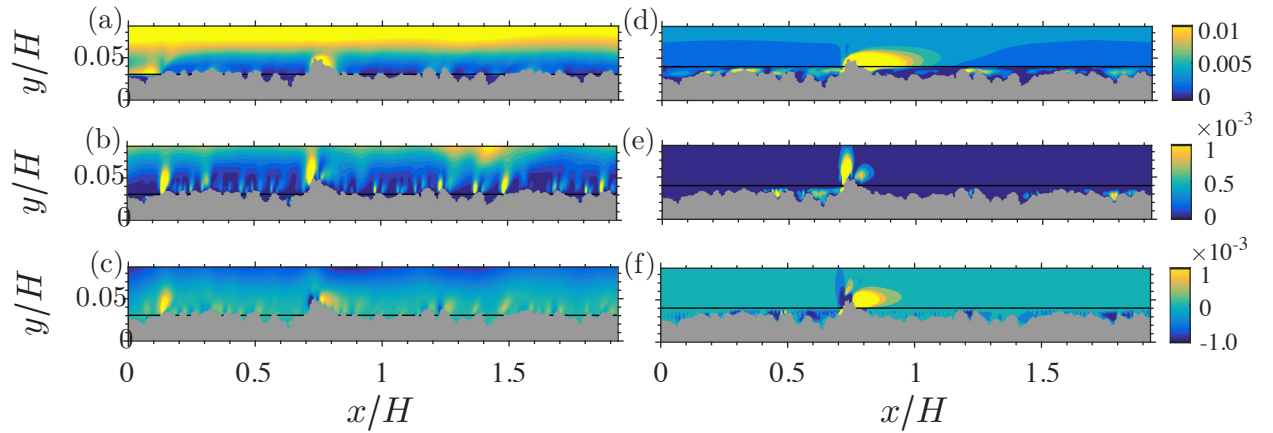 (a) (d)
y/H 0.05 0 0.01 0.005 0
×10⁻³
(b) (e)
y/H 0.05 0 1 0.5 0
×10⁻³
(c) (f)
y/H 0.05 0 1 0 -1.0
0 0.5 1 1.5 0 0.5 1 1.5
x/H x/H